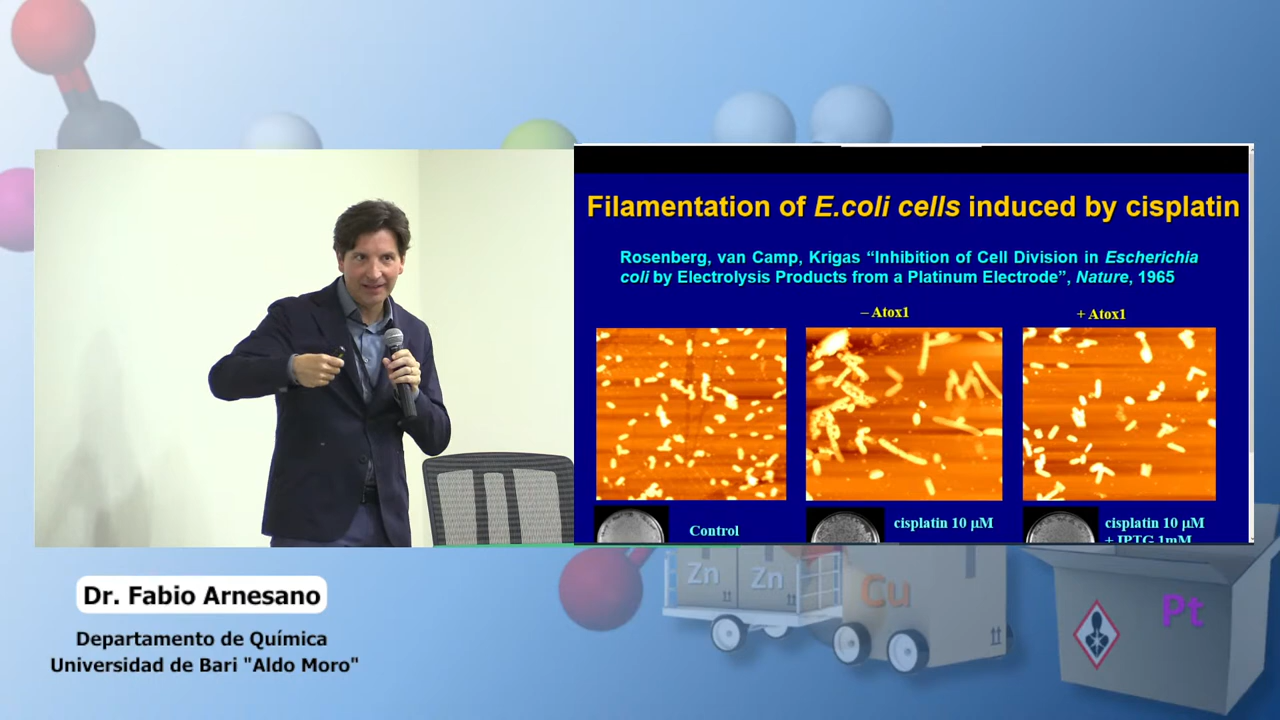 Filamentation of E.coli cells induced by cisplatin
Rosenberg, van Camp, Krigas “Inhibition of Cell Division in Escherichia
coli by Electrolysis Products from a Platinum Electrode”, Nature, 1965
– Atox1
+ Atox1
Control
cisplatin 10 μM
cisplatin 10 μM
+ IPTG 1mM
Dr. Fabio Arnesano
Departamento de Química
Universidad de Bari "Aldo Moro"
Zn
Zn
Cu
Pt